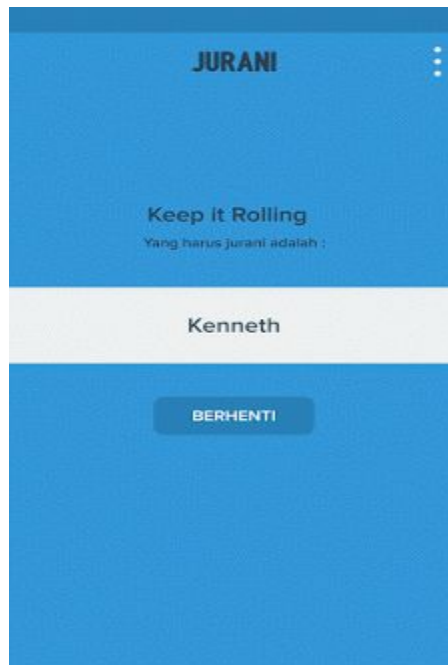 JURANI
Keep it Rolling
Yang harus jurani adalah :
Kenneth
BERHENTI